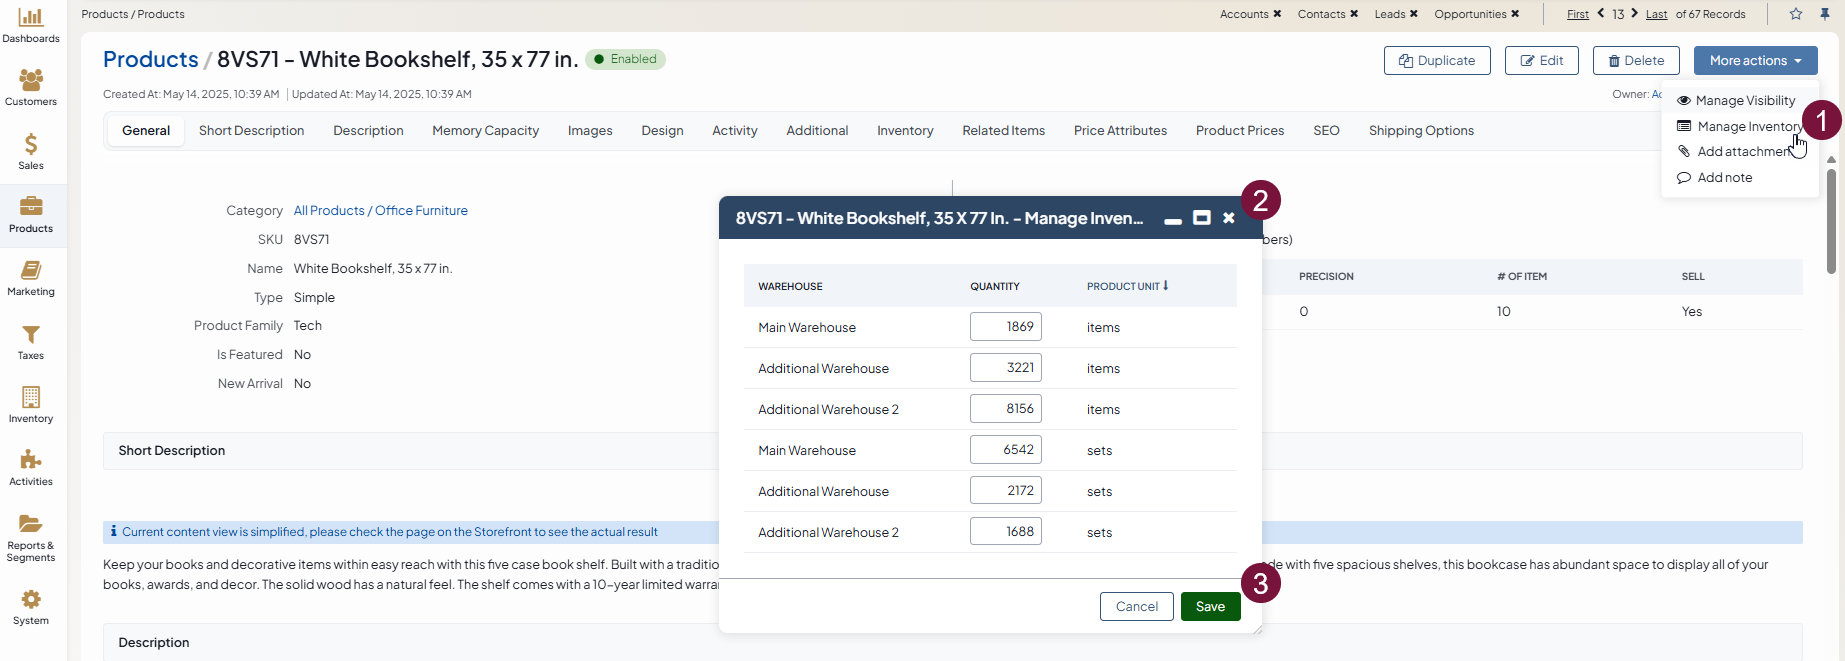 Products / Products
Accounts ✖ Contacts ✖ Leads ✖ Opportunities ✖
First 13 Last of 67 Records
Dashboards
Customers
Sales
Products
Marketing
Taxes
Inventory
Activities
Reports &
Segments
System
Products / 8VS71 - White Bookshelf, 35 x 77 in. Enabled
Duplicate Edit Delete More actions
Created At: May 14, 2025, 10:39 AM Updated At: May 14, 2025, 10:39 AM
Owner:
Manage Visibility
Manage Inventory
Add attachment
Add note
1
General Short Description Description Memory Capacity Images Design Activity Additional Inventory Related Items Price Attributes Product Prices SEO Shipping Options
Category All Products / Office Furniture
SKU 8VS71
Name White Bookshelf, 35 x 77 in.
Type Simple
Product Family Tech
Is Featured No
New Arrival No
8VS71 - White Bookshelf, 35 X 77 In. - Manage Inven...
2
WAREHOUSE QUANTITY PRODUCT UNIT
Main Warehouse 1869 items
Additional Warehouse 3221 items
Additional Warehouse 2 8156 items
Main Warehouse 6542 sets
Additional Warehouse 2172 sets
Additional Warehouse 2 1688 sets
Cancel Save
3
bers)
PRECISION # OF ITEM SELL
0 10 Yes
Short Description
Current content view is simplified, please check the page on the Storefront to see the actual result
Keep your books and decorative items within easy reach with this five case book shelf. Built with a traditio
de with five spacious shelves, this bookcase has abundant space to display all of your
books, awards, and decor. The solid wood has a natural feel. The shelf comes with a 10-year limited warra
Description